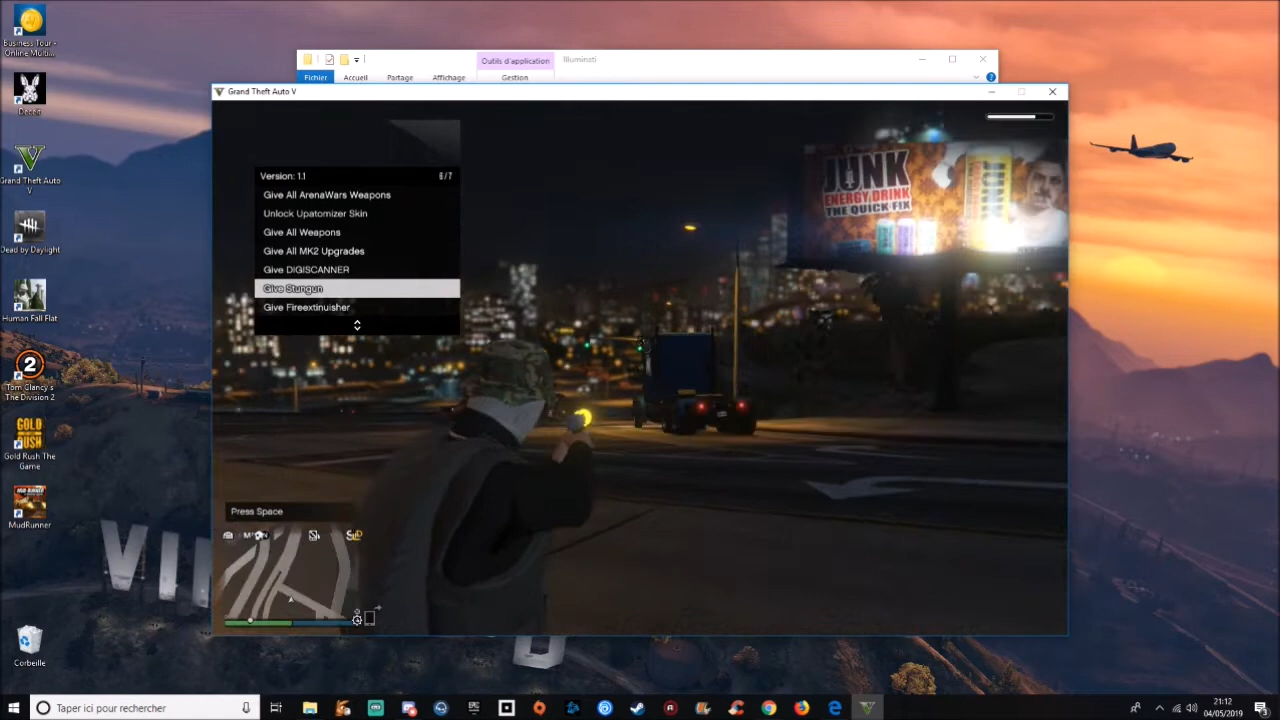 Business Tour -
Online Multi...
Deceit
Grand Theft Auto
V
Dead by Daylight
Human Fall Flat
Tom Clancy's
The Division 2
GOLD
RUSH
Gold Rush The
Game
MudRunner
Corbeille
Outils d'application
Illuminati
Fichier
Accueil
Partage
Affichage
Gestion
Grand Theft Auto V
Version: 1.1
6/7
Give All ArenaWars Weapons
Unlock Upatomizer Skin
Give All Weapons
Give All MK2 Upgrades
Give DIGISCANNER
Give Stungun
Give Fireextinuisher
JUNK
ENERGY DRINK
THE QUICK FIX
Press Space
VIN
Taper ici pour rechercher
21:12
04/05/2019